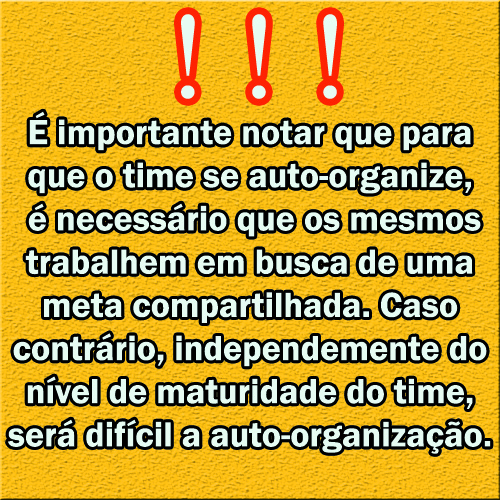 !!!
É importante notar que para
que o time se auto-organize,
é necessário que os mesmos
trabalhem em busca de uma
meta compartilhada. Caso
contrário, independemente do
nível de maturidade do time,
será difícil a auto-organização.